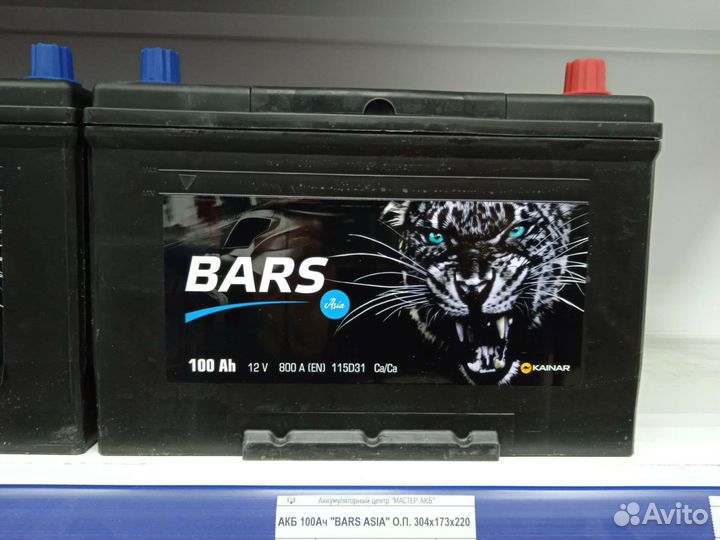 BARS
Asia
100 Ah 12 V 800 A (EN) 115D31 Ca/Ca
KAINAR
Аккумуляторный центр "МАСТЕР АКБ"
АКБ 100Ач "BARS ASIA" О.П. 304x173x220
Avito